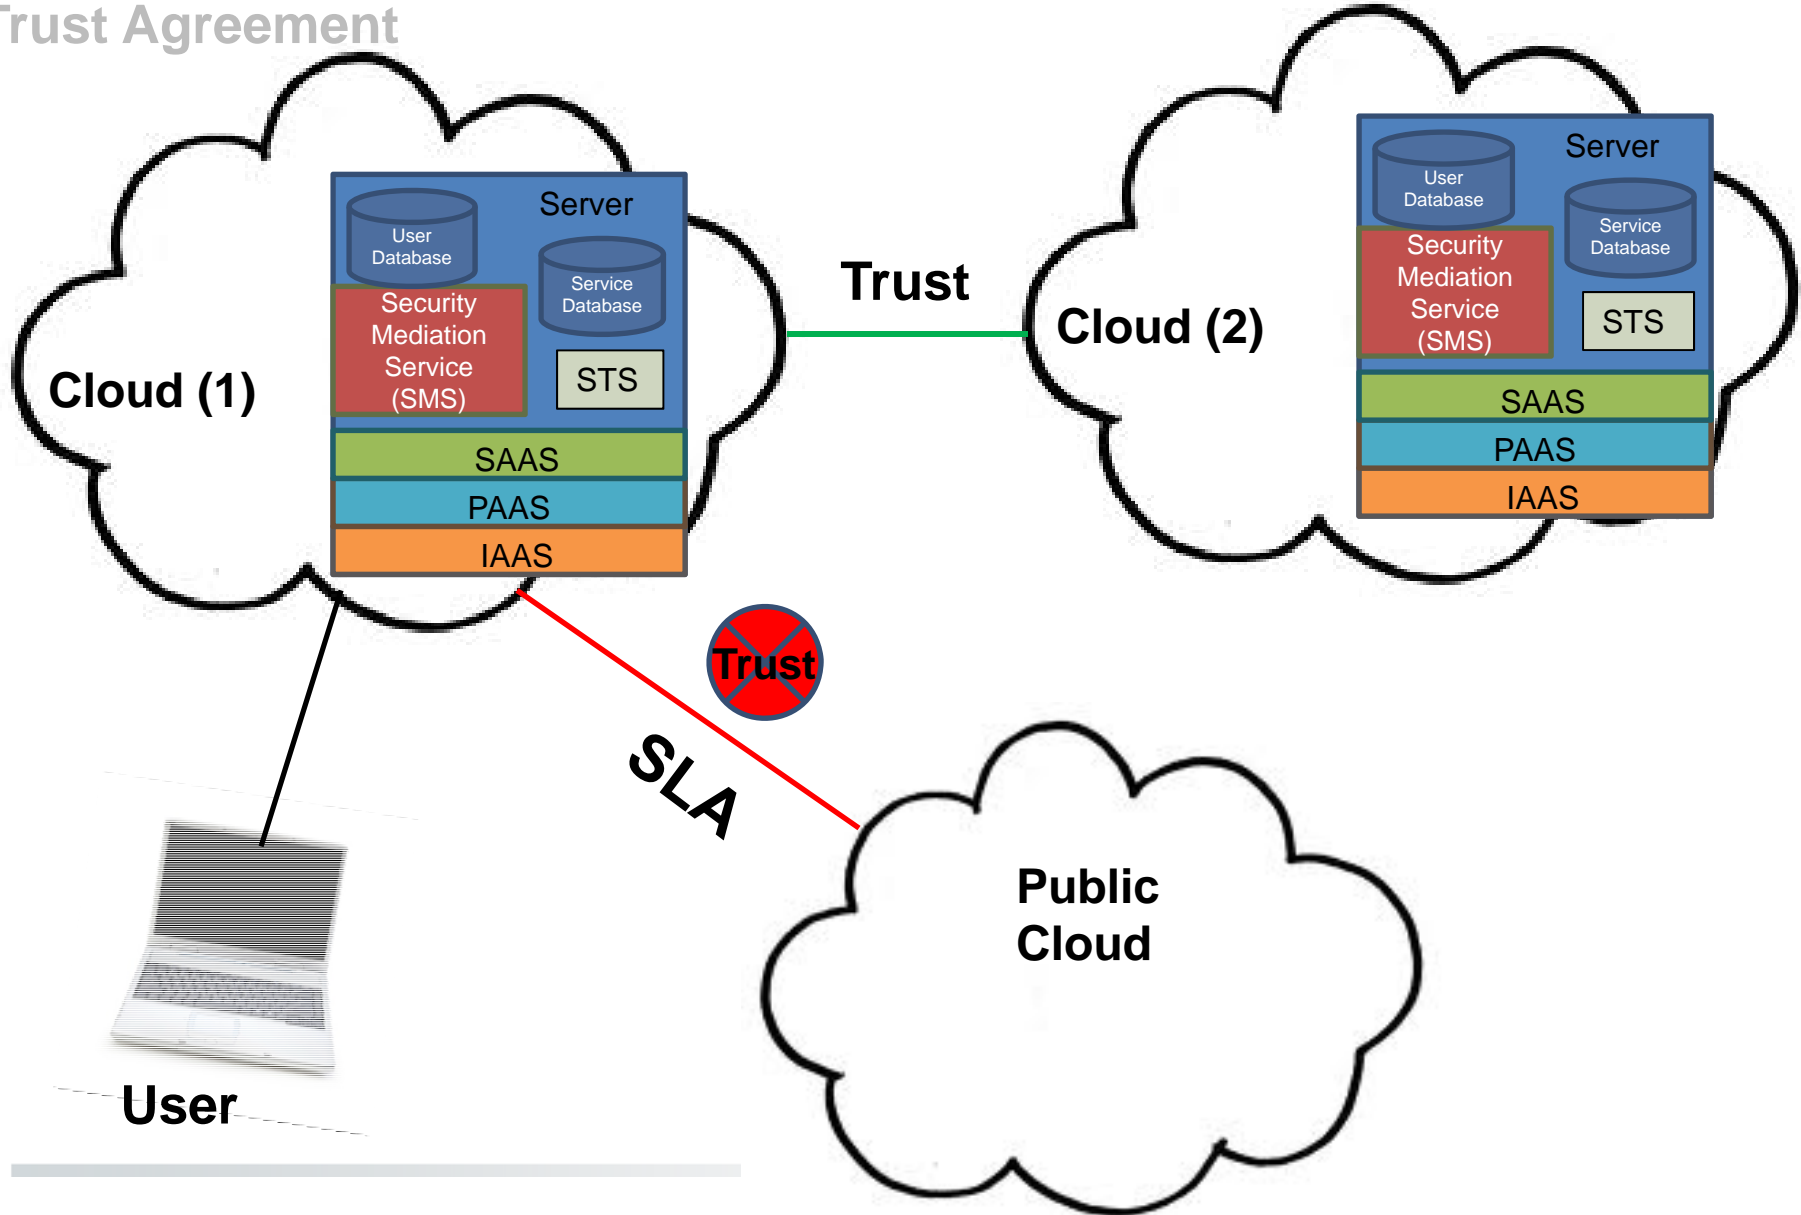 Trust Agreement
Server
User
Database
Service
Database
Security
Mediation
Service
(SMS)
STS
SAAS
PAAS
IAAS
Cloud (1)
Trust
Cloud (2)
Server
User
Database
Service
Database
Security
Mediation
Service
(SMS)
STS
SAAS
PAAS
IAAS
Trust
SLA
Public
Cloud
User